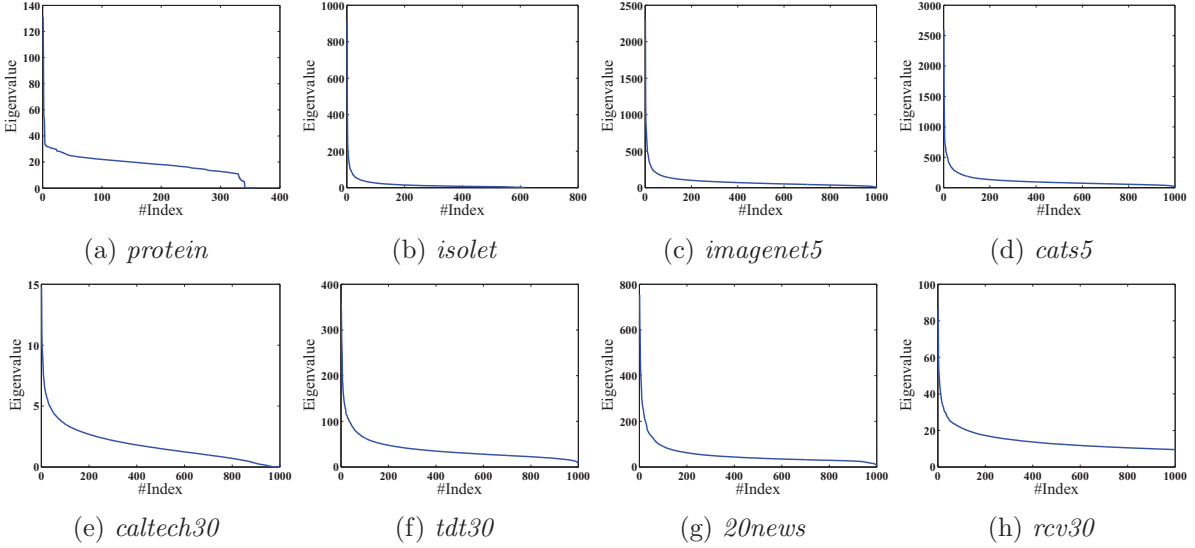 140
120
100
80
60
40
20
0
0 100 200 300 400
Eigenvalue
#Index
(a) protein
1000
900
800
700
600
500
400
300
200
100
0
0 200 400 600 800
Eigenvalue
#Index
(b) isolet
2500
2000
1500
1000
500
0
0 200 400 600 800 1000
Eigenvalue
#Index
(c) imagenet5
3000
2500
2000
1500
3000
500
0
0 200 400 600 800 1000
Eigenvalue
#Index
(d) cats5
15
10
5
0
0 200 400 600 800 1000
Eigenvalue
#Index
(e) caltech30
400
300
200
100
0
0 200 400 600 800 1000
Eigenvalue
#Index
(f) tdt30
800
600
400
200
0
0 200 400 600 800 1000
Eigenvalue
#Index
(g) 20news
100
80
60
40
20
0
0 200 400 600 800 1000
Eigenvalue
#Index
(h) rcv30